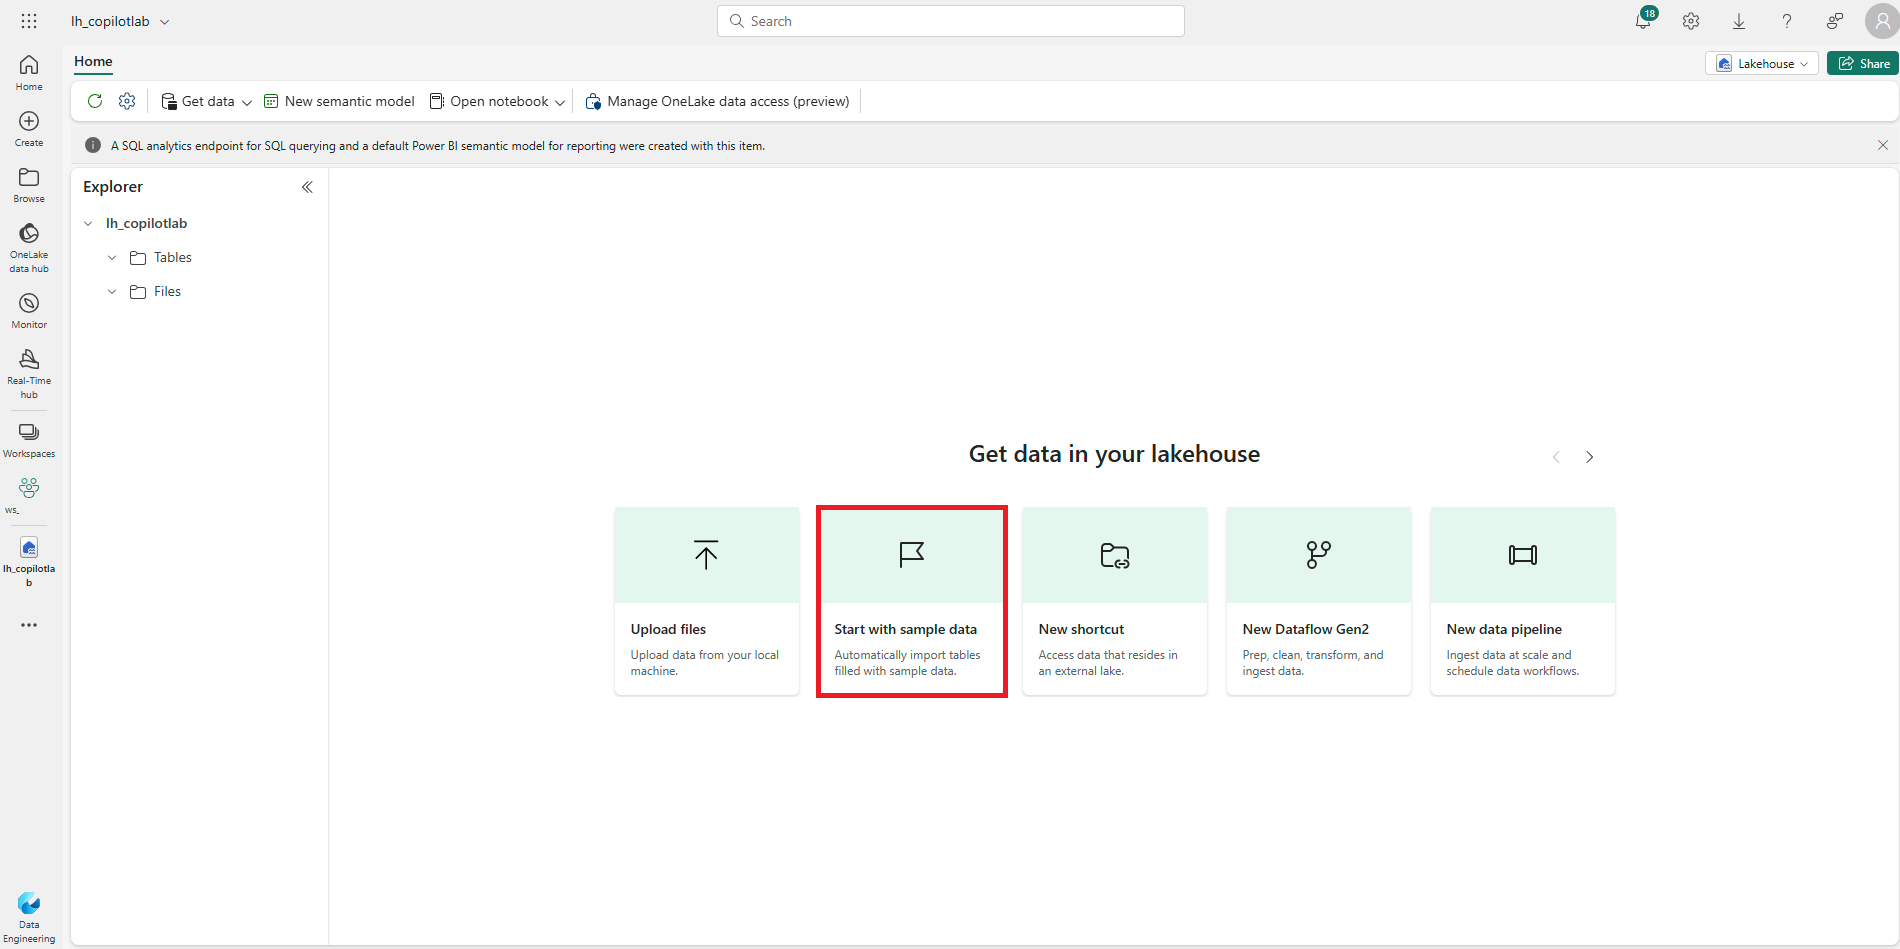 lh_copilotlab
Search
18
Home
Lakehouse
Share
Get data
New semantic model
Open notebook
Manage OneLake data access (preview)
A SQL analytics endpoint for SQL querying and a default Power BI semantic model for reporting were created with this item.
Home
Create
Browse
OneLake
data hub
Monitor
Real-Time
hub
Workspaces
ws_
lh_copilotla
b
Data
Engineering
Explorer
lh_copilotlab
Tables
Files
Get data in your lakehouse
Upload files
Upload data from your local
machine.
Start with sample data
Automatically import tables
filled with sample data.
New shortcut
Access data that resides in
an external lake.
New Dataflow Gen2
Prep, clean, transform, and
ingest data.
New data pipeline
Ingest data at scale and
schedule data workflows.